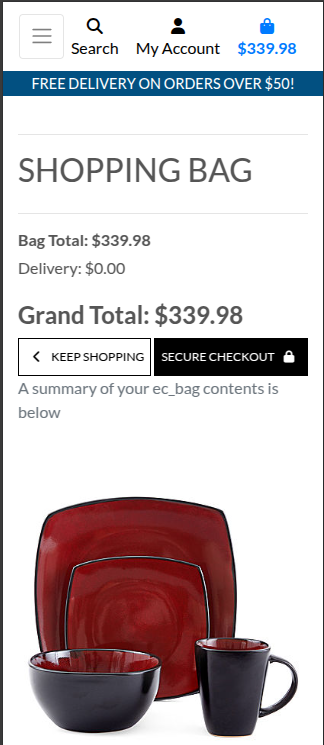 Search
My Account
$339.98
FREE DELIVERY ON ORDERS OVER $50!
SHOPPING BAG
Bag Total: $339.98
Delivery: $0.00
Grand Total: $339.98
KEEP SHOPPING
SECURE CHECKOUT
A summary of your ec_bag contents is
below